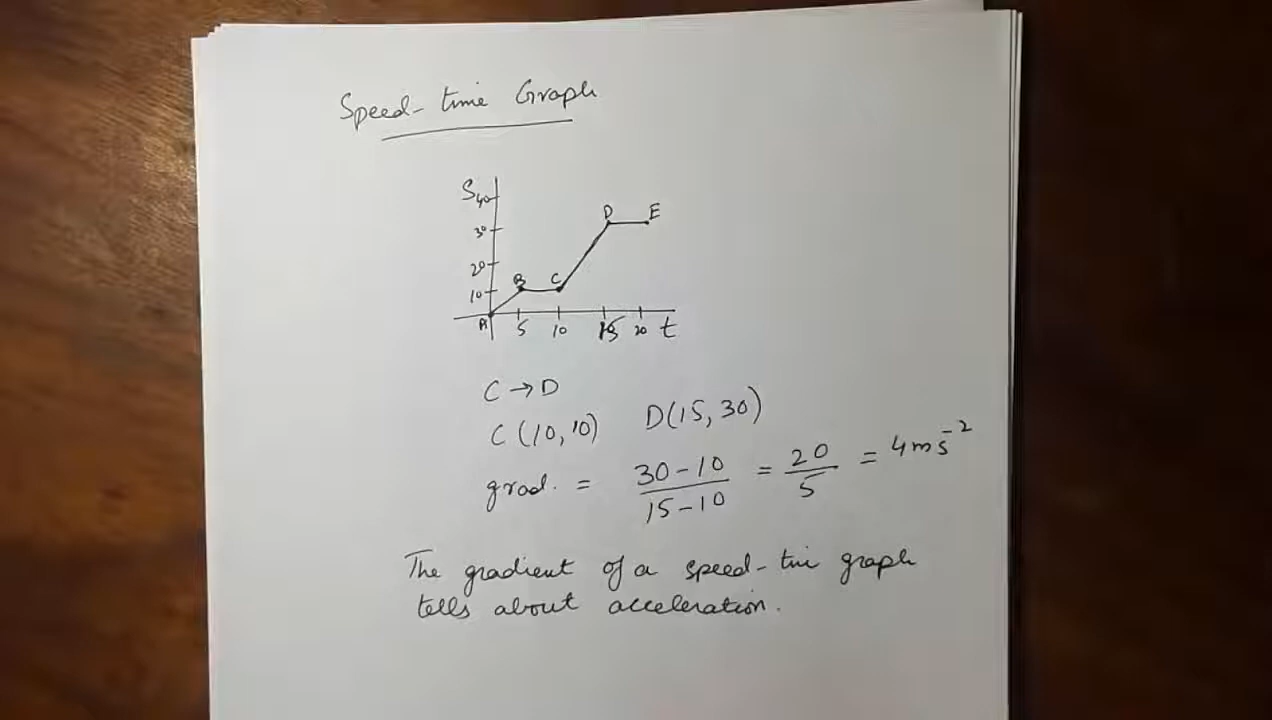 Speed-time Graph
S
40
30
20
10
A
B
C
D
E
5 10 15 20 t
C → D
C (10, 10) D(15, 30)
grad. = 30-10 / 15-10 = 20 / 5 = 4ms⁻²
The gradient of a speed-tim graph
tells about acceleration.